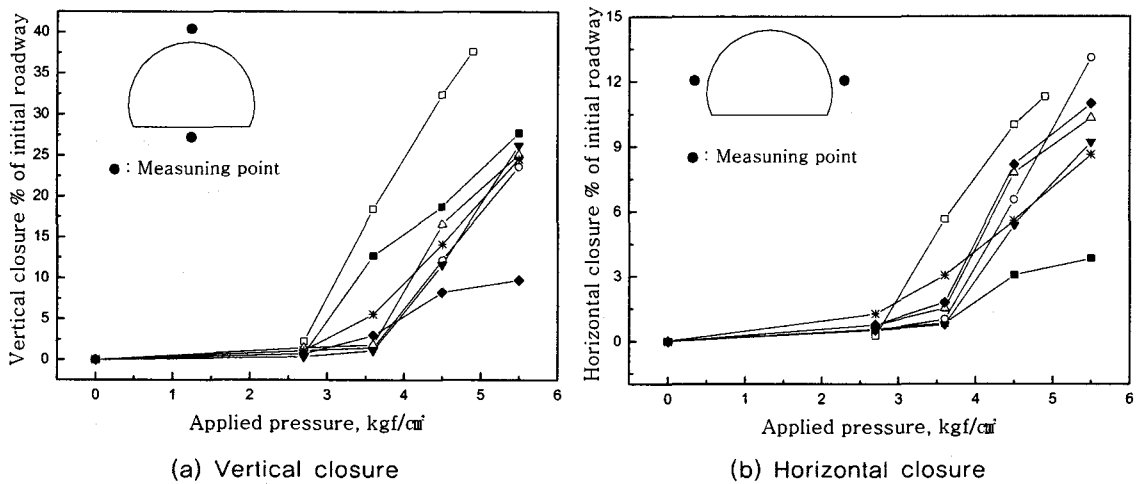 Vertical closure % of initial roadway
40
35
30
25
20
15
10
5
0
●: Measuning point
0 1 2 3 4 5 6
Applied pressure, kgf/㎠
(a) Vertical closure
Horizontal closure % of initial roadway
15
12
9
6
3
0
●: Measuning point
0 1 2 3 4 5 6
Applied pressure, kgf/㎠
(b) Horizontal closure